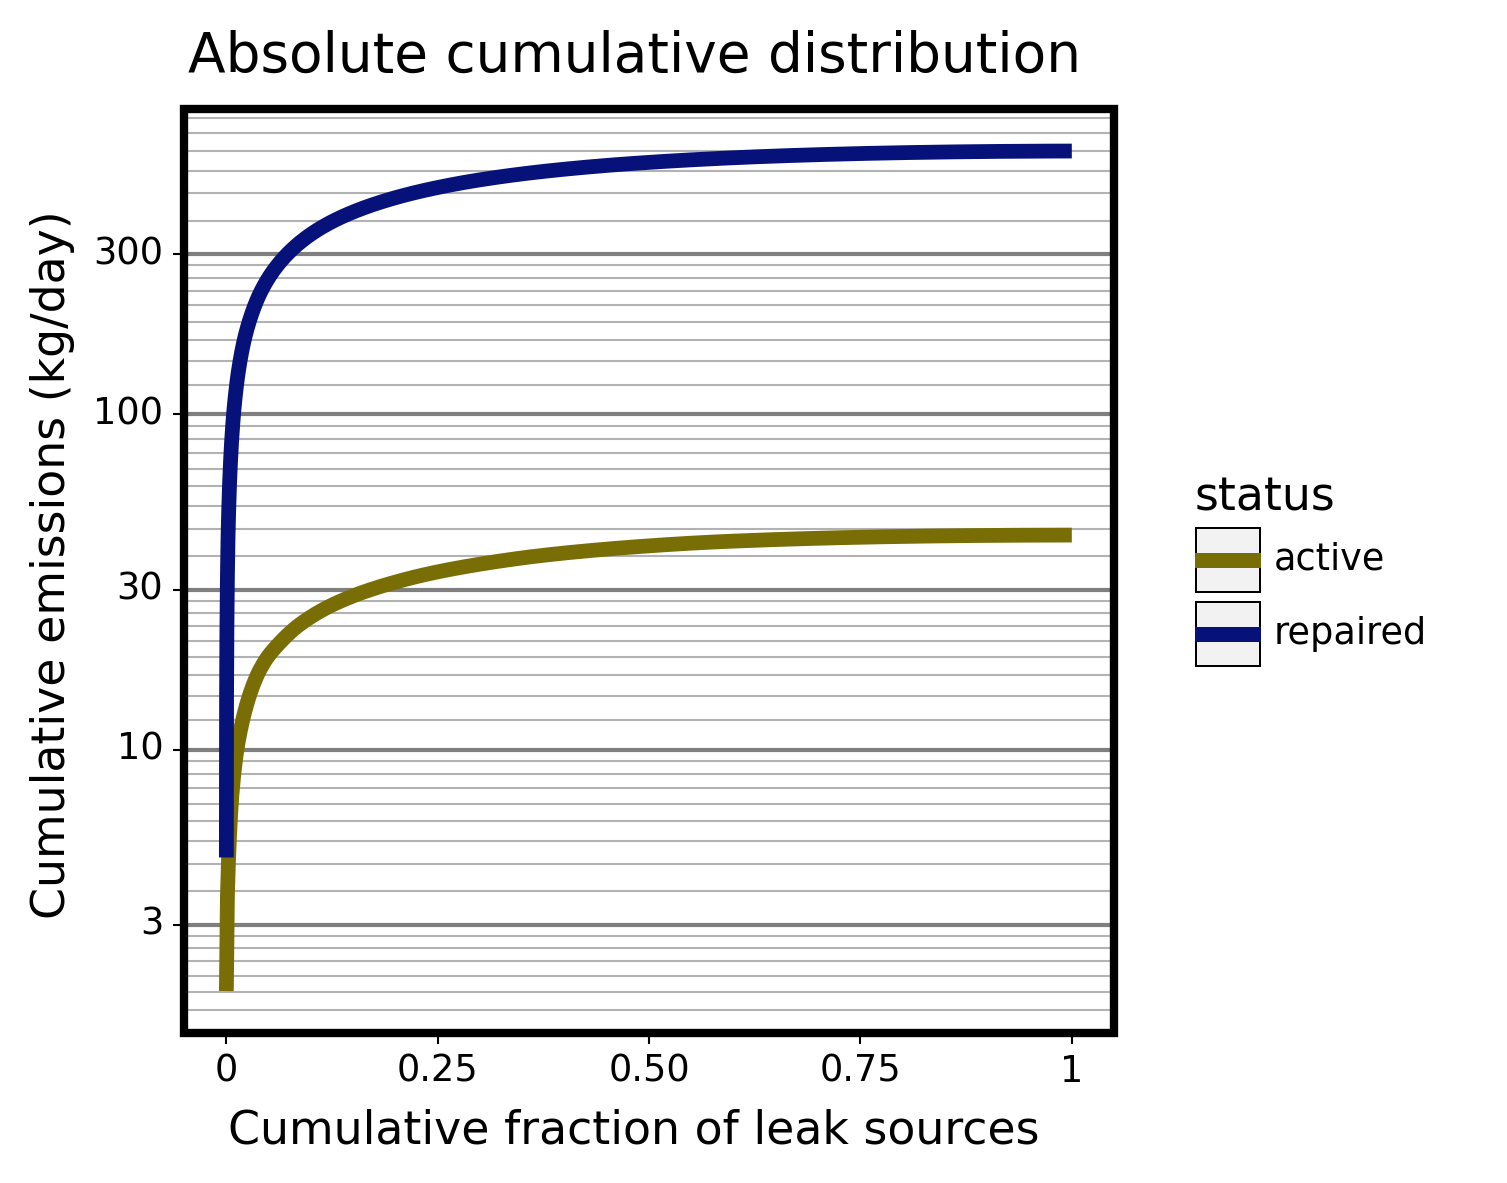 Absolute cumulative distribution
Cumulative emissions (kg/day)
300
100
30
10
3
0
0.25
0.50
0.75
1
Cumulative fraction of leak sources
status
active
repaired